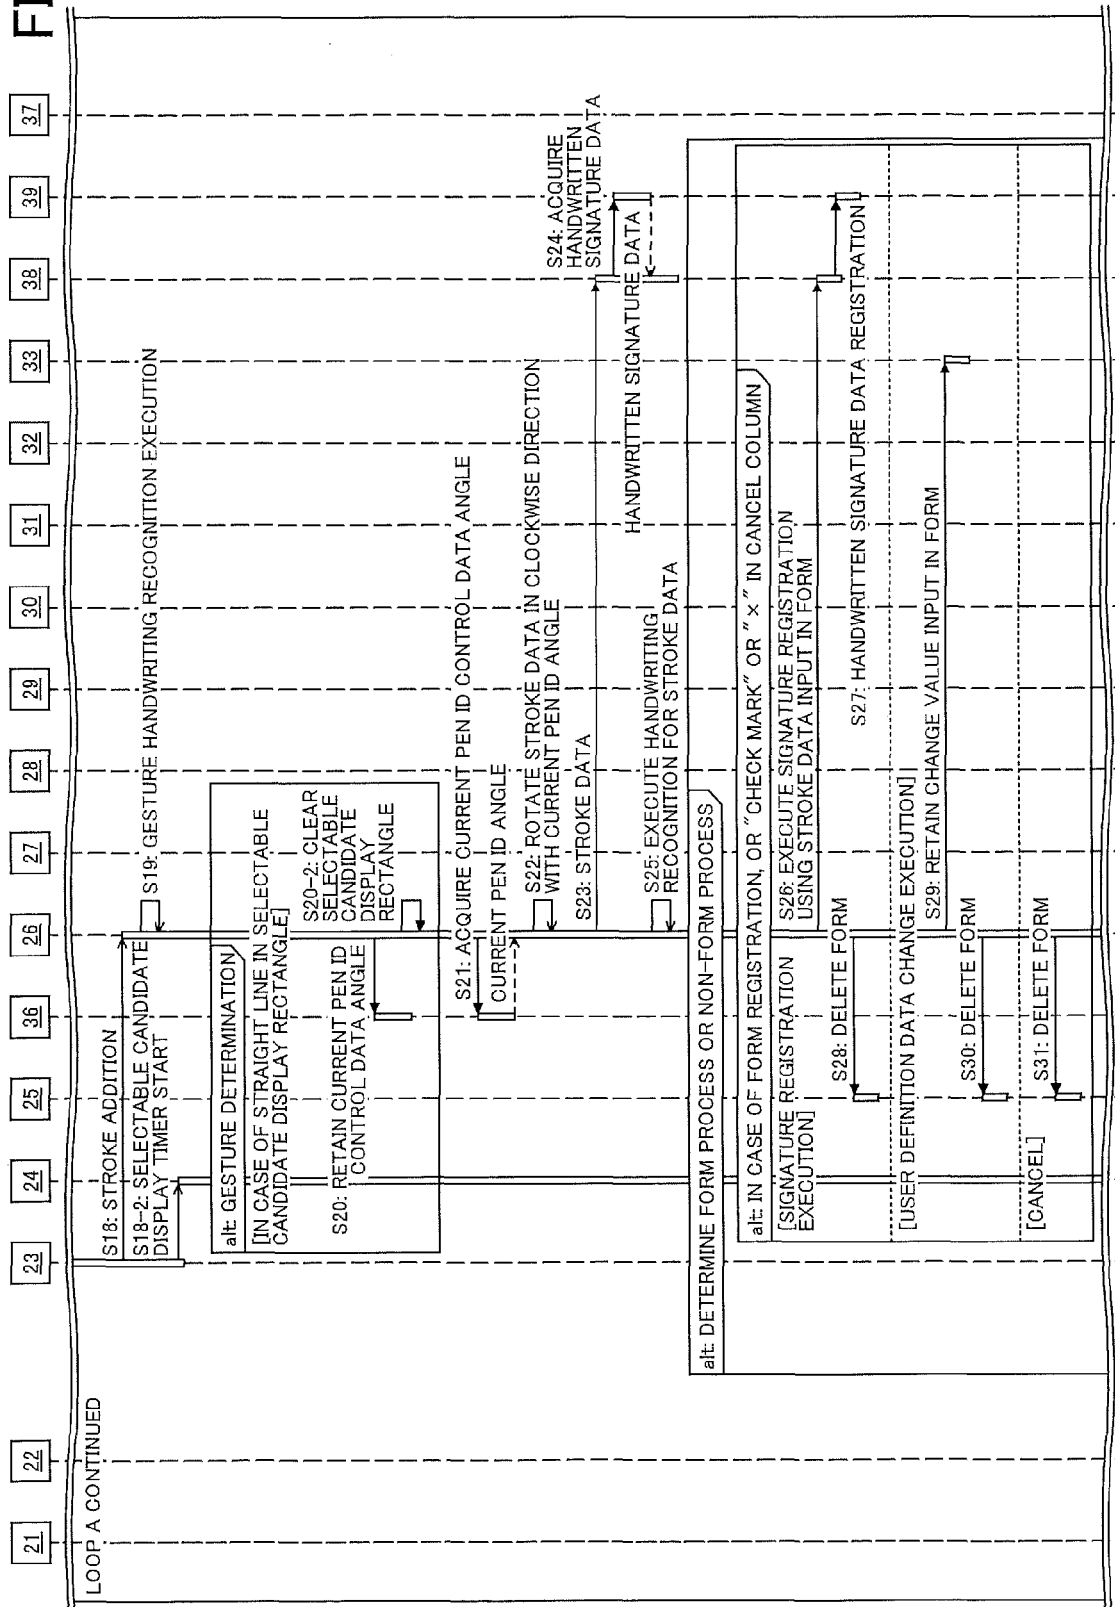 FI
21
22
23
24
25
36
26
27
28
29
30
31
32
33
38
39
37
LOOP A CONTINUED
S18: STROKE ADDITION
S18-2: SELECTABLE CANDIDATE
DISPLAY TIMER START
S19: GESTURE HANDWRITING RECOGNITION EXECUTION
alt: GESTURE DETERMINATION
[IN CASE OF STRAIGHT LINE IN SELECTABLE
CANDIDATE DISPLAY RECTANGLE]
S20-2: CLEAR
SELECTABLE
CANDIDATE
DISPLAY
RECTANGLE
S20: RETAIN CURRENT PEN ID
CONTROL DATA ANGLE
S21: ACQUIRE CURRENT PEN ID CONTROL DATA ANGLE
CURRENT PEN ID ANGLE
S22: ROTATE STROKE DATA IN CLOCKWISE DIRECTION
WITH CURRENT PEN ID ANGLE
S23: STROKE DATA
S24: ACQUIRE
HANDWRITTEN
SIGNATURE DATA
HANDWRITTEN SIGNATURE DATA
S25: EXECUTE HANDWRITING
RECOGNITION FOR STROKE DATA
alt: DETERMINE FORM PROCESS OR NON-FORM PROCESS
alt: IN CASE OF FORM REGISTRATION, OR "CHECK MARK" OR "×" IN CANCEL COLUMN
[SIGNATURE REGISTRATION
EXECUTION]
S26: EXECUTE SIGNATURE REGISTRATION
USING STROKE DATA INPUT IN FORM
S27: HANDWRITTEN SIGNATURE DATA REGISTRATION
S28: DELETE FORM
[USER DEFINITION DATA CHANGE EXECUTION]
S29: RETAIN CHANGE VALUE INPUT IN FORM
S30: DELETE FORM
[CANCEL]
S31: DELETE FORM